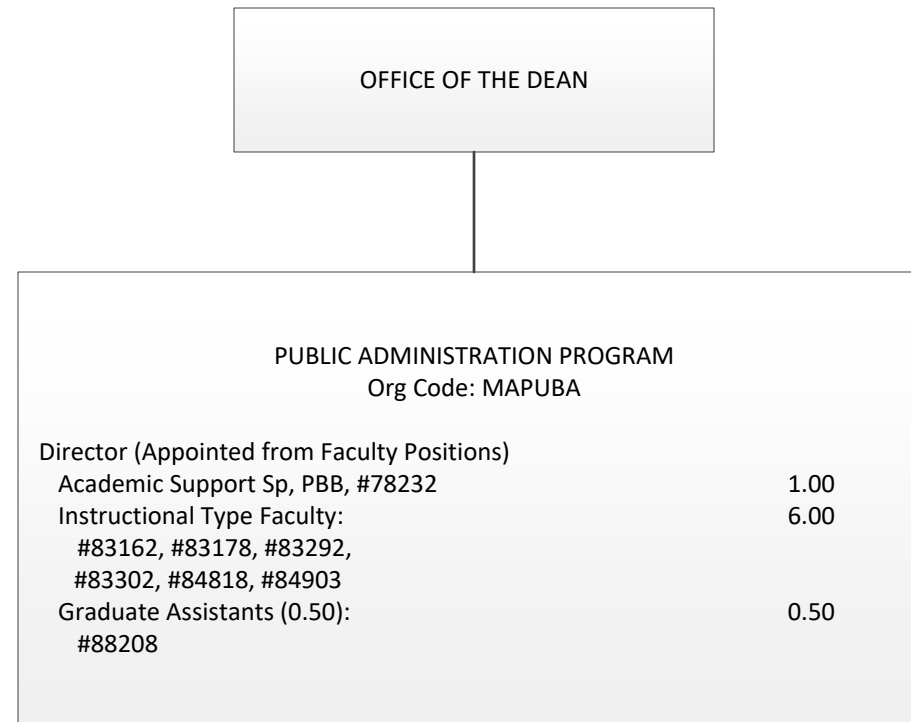 OFFICE OF THE DEAN
PUBLIC ADMINISTRATION PROGRAM
Org Code: MAPUBA
Director (Appointed from Faculty Positions)
Academic Support Sp, PBB, #78232 1.00
Instructional Type Faculty: 6.00
#83162, #83178, #83292,
#83302, #84818, #84903
Graduate Assistants (0.50): 0.50
#88208